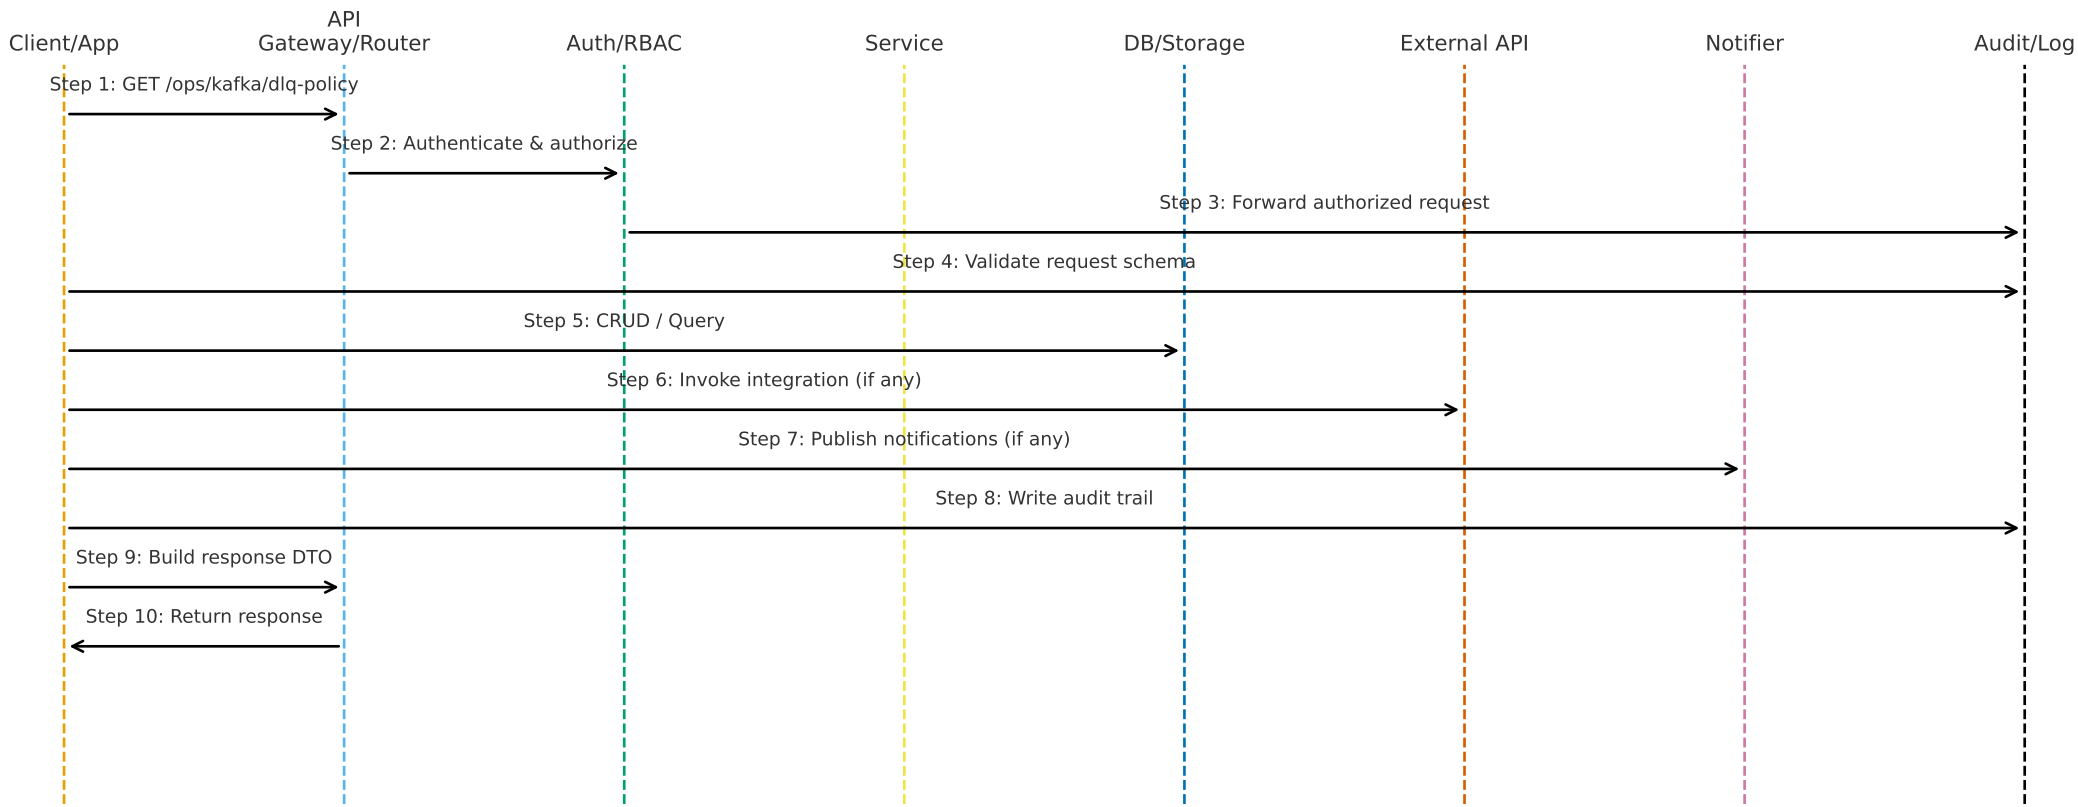 API
Client/App
Gateway/Router
Auth/RBAC
Service
DB/Storage
External API
Notifier
Audit/Log
Step 1: GET /ops/kafka/dlq-policy
Step 2: Authenticate & authorize
Step 3: Forward authorized request
Step 4: Validate request schema
Step 5: CRUD / Query
Step 6: Invoke integration (if any)
Step 7: Publish notifications (if any)
Step 8: Write audit trail
Step 9: Build response DTO
Step 10: Return response